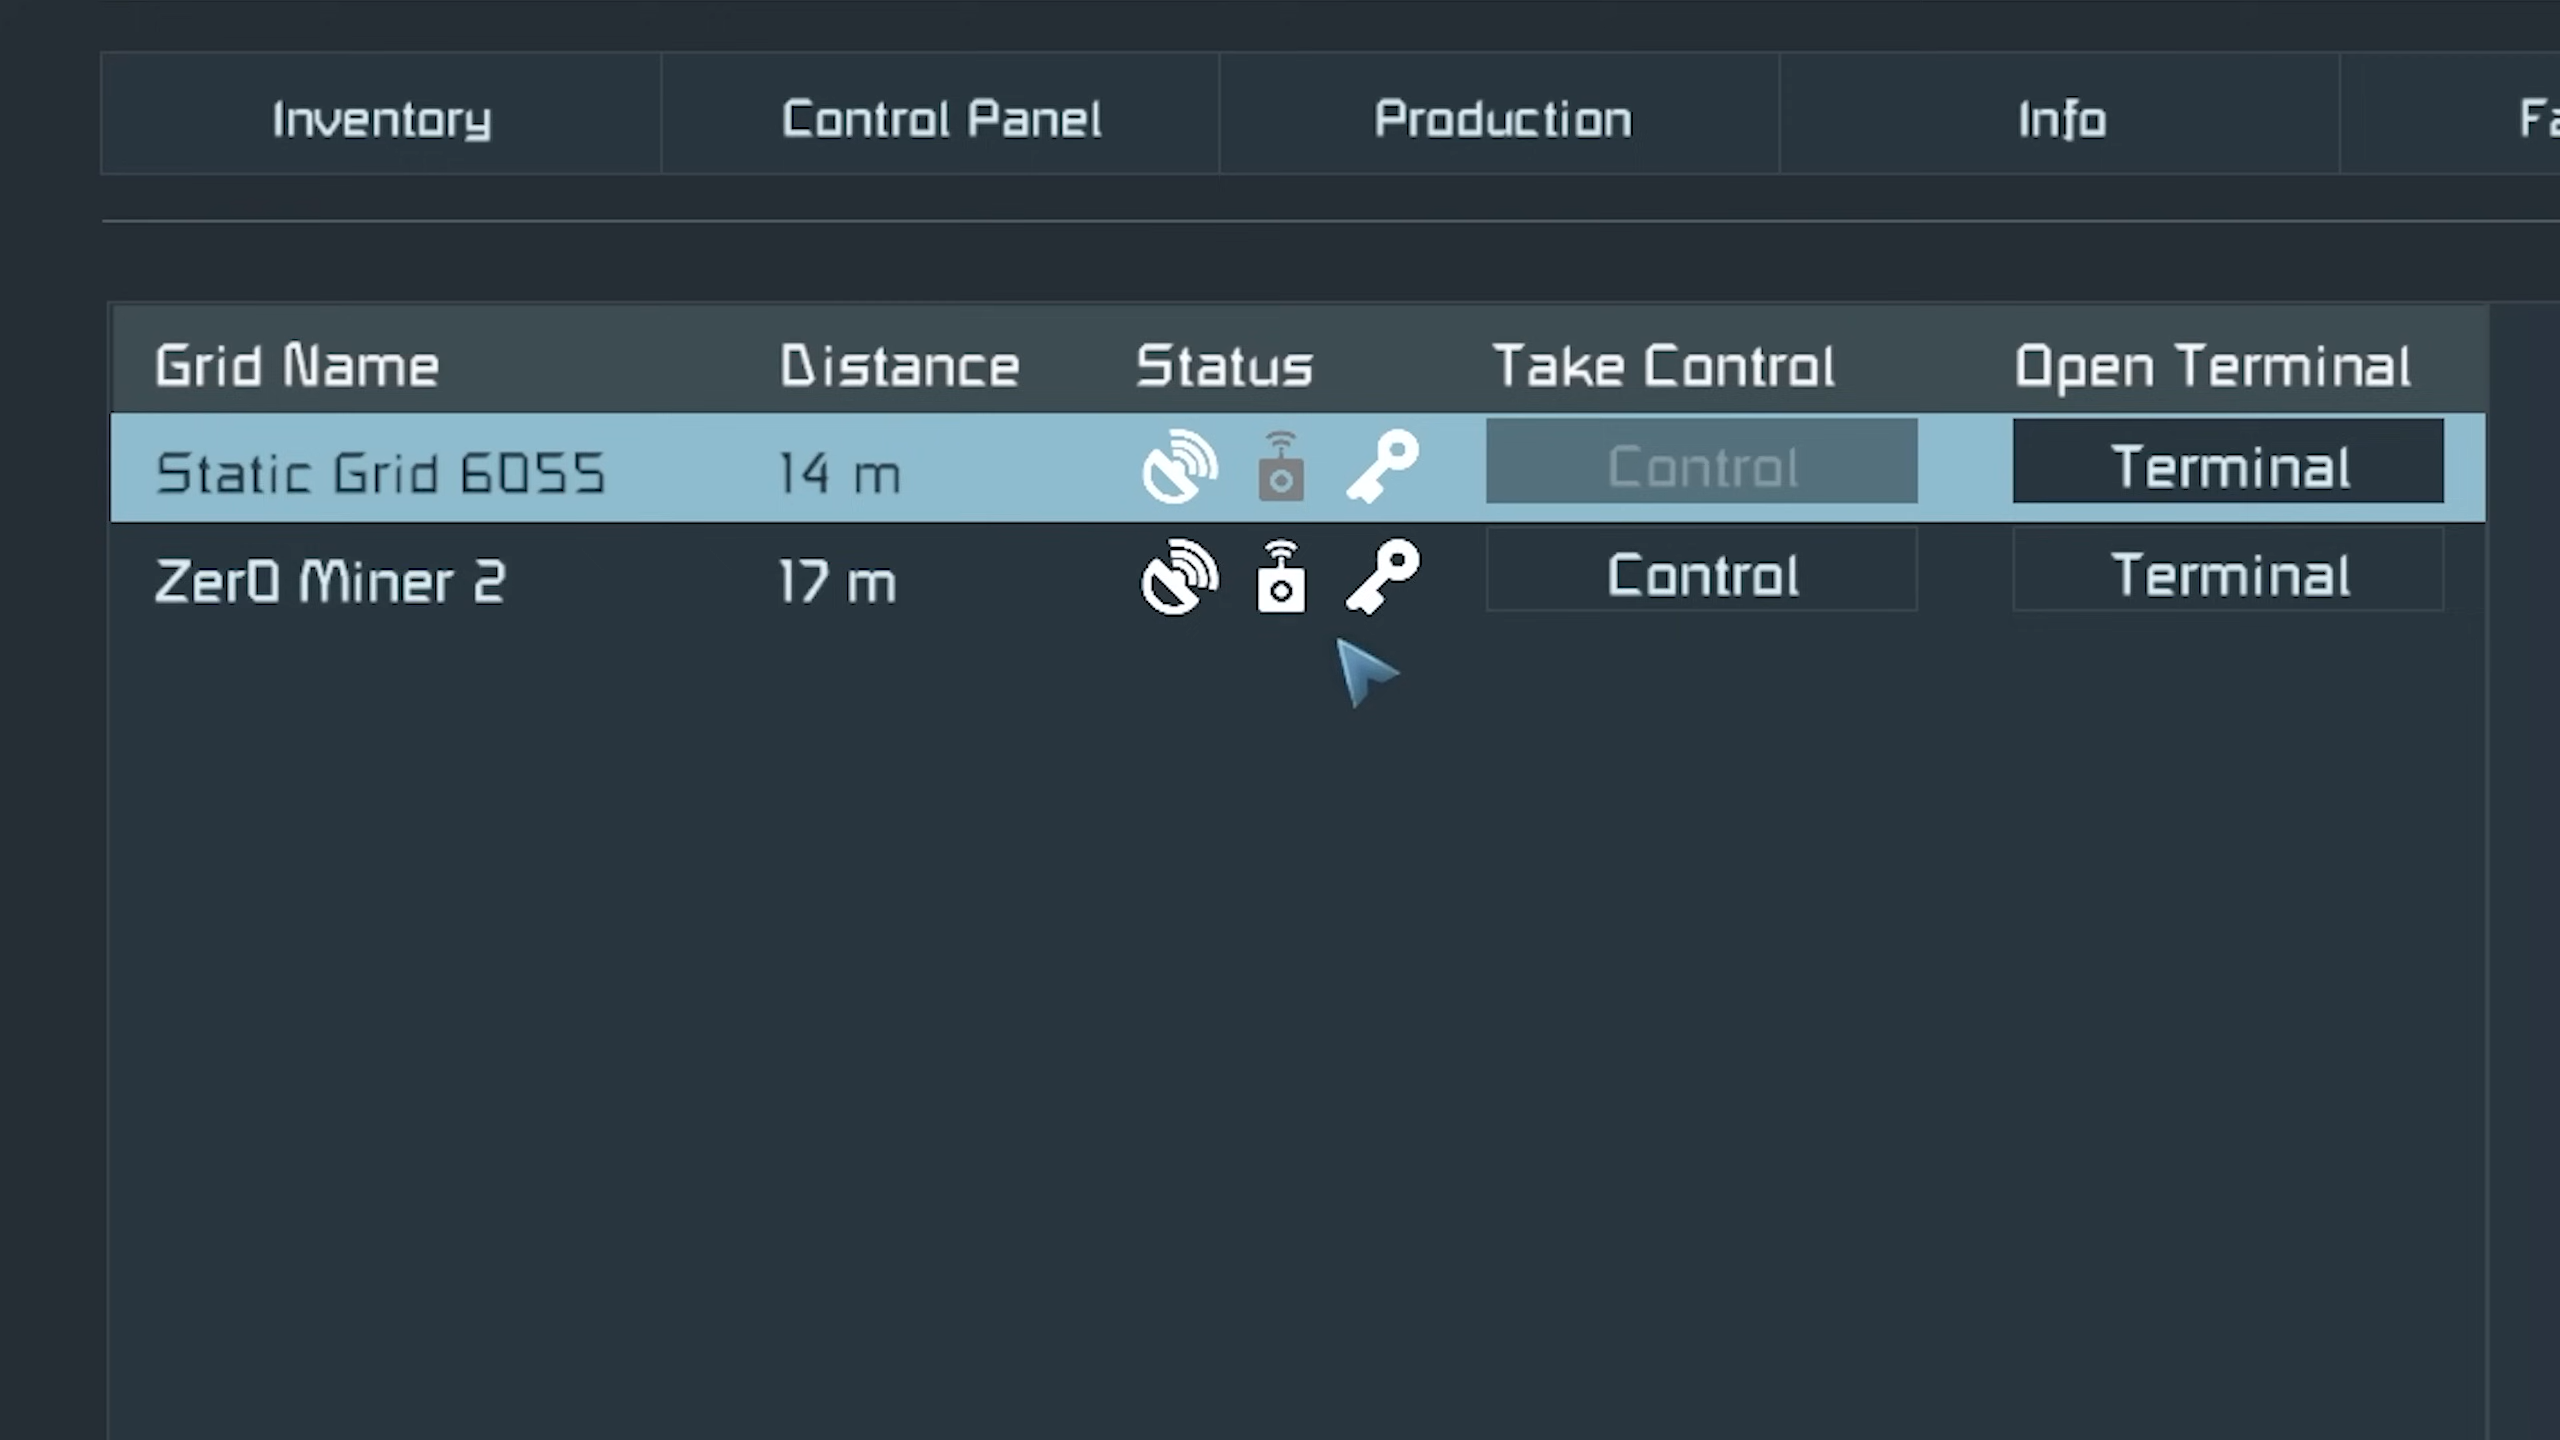 Inventory Control Panel Production Info Fa
Grid Name Distance Status Take Control Open Terminal
Static Grid 6055 14 m Control Terminal
Zer0 Miner 2 17 m Control Terminal